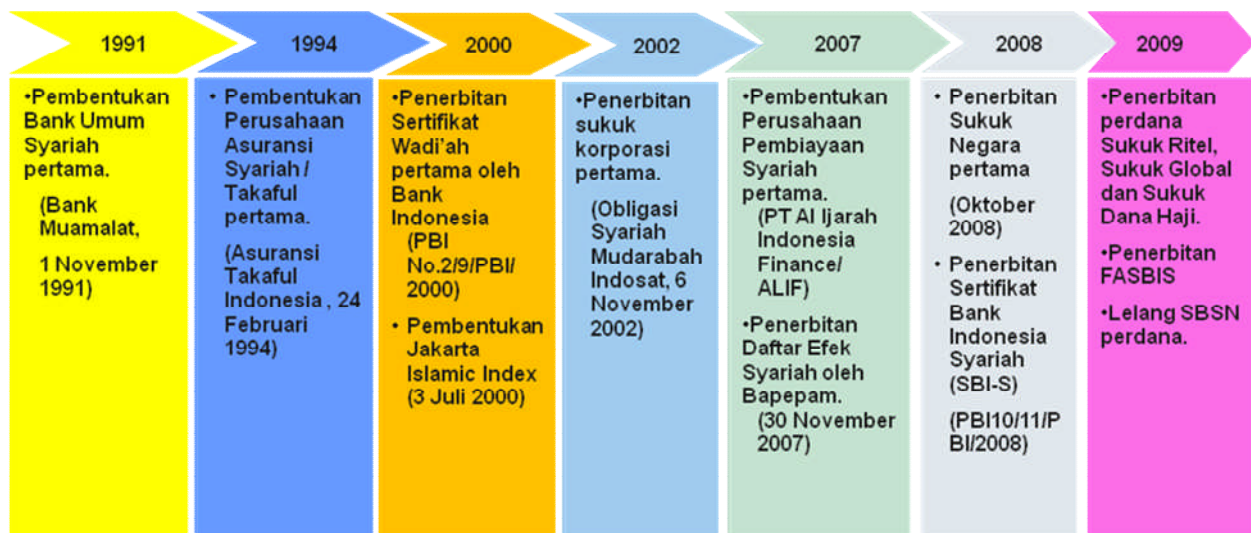 1991
•Pembentukan
Bank Umum
Syariah
pertama.
(Bank
Muamalat,
1 November
1991)
1994
• Pembentukan
Perusahaan
Asuransi
Syariah /
Takaful
pertama.
(Asuransi
Takaful
Indonesia , 24
Februari
1994)
2000
•Penerbitan
Sertifikat
Wadi'ah
pertama oleh
Bank
Indonesia
(PBI
No.2/9/PBI/
2000)
• Pembentukan
Jakarta
Islamic Index
(3 Juli 2000)
2002
•Penerbitan
sukuk
korporasi
pertama.
(Obligasi
Syariah
Mudarabah
Indosat, 6
November
2002)
2007
•Pembentukan
Perusahaan
Pembiayaan
Syariah
pertama.
(PT Al Ijarah
Indonesia
Finance/
ALIF)
•Penerbitan
Daftar Efek
Syariah oleh
Bapepam.
(30 November
2007)
2008
• Penerbitan
Sukuk
Negara
pertama
(Oktober
2008)
• Penerbitan
Sertifikat
Bank
Indonesia
Syariah
(SBI-S)
(PBI10/11/P
BI/2008)
2009
•Penerbitan
perdana
Sukuk Ritel,
Sukuk Global
dan Sukuk
Dana Haji.
•Penerbitan
FASBIS
•Lelang SBSN
perdana.